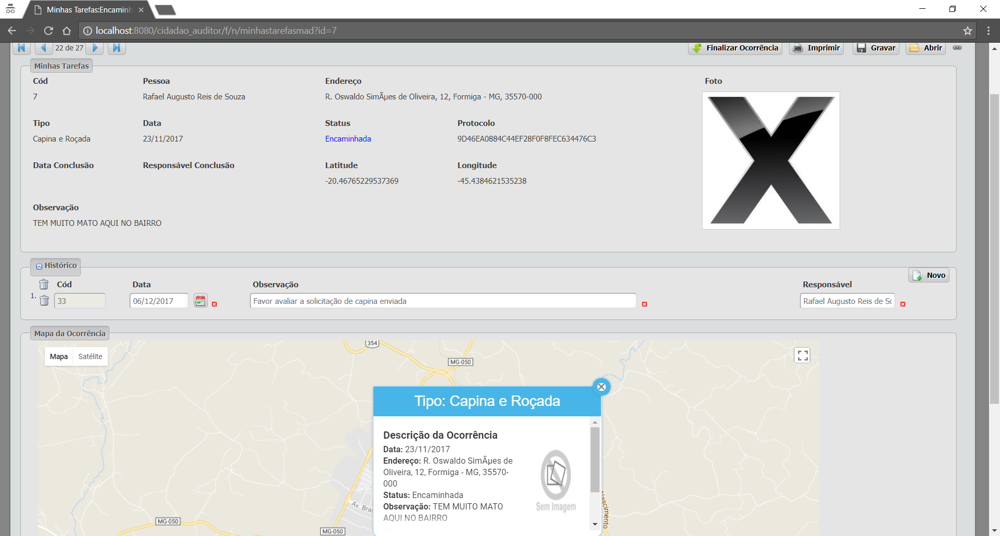 Minhas Tarefas:Encaminh
localhost:8080/cidadao_auditor/f/n/minhastarefasmad?id=7
22 de 27
Finalizar Ocorrência
Imprimir
Gravar
Abrir
Minhas Tarefas
Cód
Pessoa
Endereço
Foto
7
Rafael Augusto Reis de Souza
R. Oswaldo SimÃµes de Oliveira, 12, Formiga - MG, 35570-000
Tipo
Data
Status
Protocolo
Capina e Roçada
23/11/2017
Encaminhada
9D46EA0884C44EF28F0F8FEC634476C3
Data Conclusão
Responsável Conclusão
Latitude
Longitude
-20.46765229537369
-45.4384621535238
Observação
TEM MUITO MATO AQUI NO BAIRRO
Histórico
Novo
Cód
Data
Observação
Responsável
1.
33
06/12/2017
Favor avaliar a solicitação de capina enviada
Rafael Augusto Reis de So
Mapa da Ocorrência
Mapa
Satélite
354
MG-050
Tipo: Capina e Roçada
Descrição da Ocorrência
Data: 23/11/2017
Endereço: R. Oswaldo SimÃµes de
Oliveira, 12, Formiga - MG, 35570-
000
Status: Encaminhada
Observação: TEM MUITO MATO
AQUI NO BAIRRO
Sem Imagem
Av. Bras
Nascimento
MG-050
MG-050